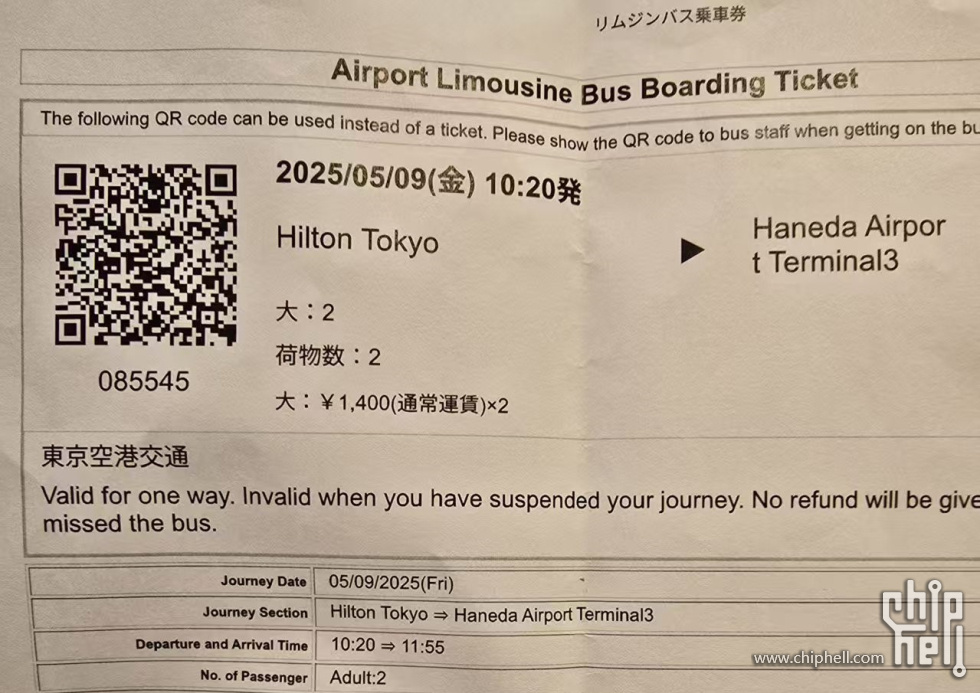 リムジンバス乗車券
Airport Limousine Bus Boarding Ticket
The following QR code can be used instead of a ticket. Please show the QR code to bus staff when getting on the bu
2025/05/09(金) 10:20発
Hilton Tokyo
▶
Haneda Airpor
t Terminal3
大：2
荷物数：2
大：￥1,400(通常運賃)×2
085545
東京空港交通
Valid for one way. Invalid when you have suspended your journey. No refund will be give
missed the bus.
Journey Date 05/09/2025(Fri)
Journey Section Hilton Tokyo ⇒ Haneda Airport Terminal3
Departure and Arrival Time 10:20 ⇒ 11:55
No. of Passenger Adult:2
www.chiphell.com
chip
hell